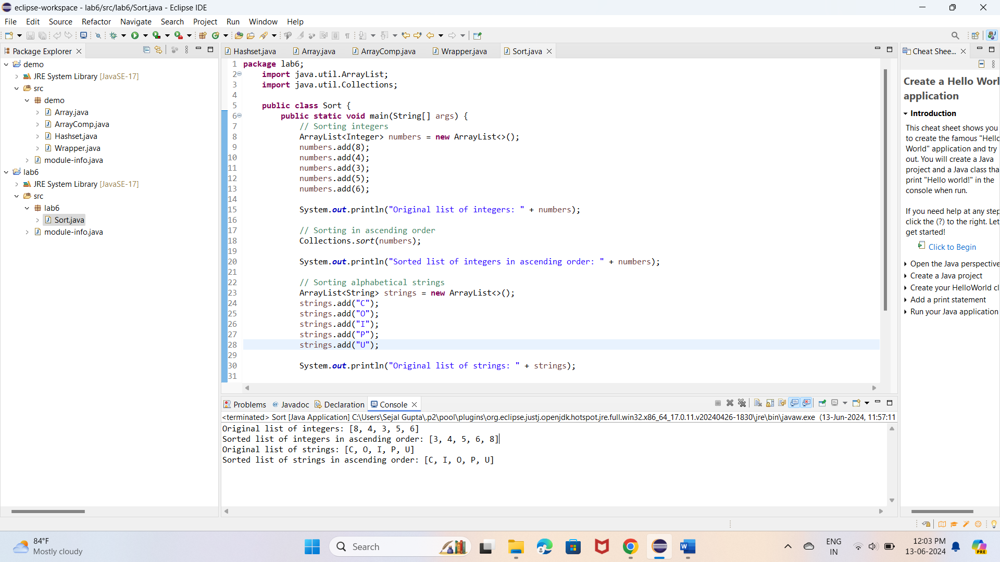 eclipse-workspace - lab6/src/lab6/Sort.java - Eclipse IDE
File Edit Source Refactor Navigate Search Project Run Window Help
Package Explorer
demo
JRE System Library [JavaSE-17]
src
demo
Array.java
ArrayComp.java
Hashset.java
Wrapper.java
module-info.java
lab6
JRE System Library [JavaSE-17]
src
lab6
Sort.java
module-info.java
Hashset.java Array.java ArrayComp.java Wrapper.java Sort.java
1 package lab6;
2 import java.util.ArrayList;
3 import java.util.Collections;
4
5 public class Sort {
6 public static void main(String[] args) {
7 // Sorting integers
8 ArrayList<Integer> numbers = new ArrayList<>();
9 numbers.add(8);
10 numbers.add(4);
11 numbers.add(3);
12 numbers.add(5);
13 numbers.add(6);
14
15 System.out.println("Original list of integers: " + numbers);
16
17 // Sorting in ascending order
18 Collections.sort(numbers);
19
20 System.out.println("Sorted list of integers in ascending order: " + numbers);
21
22 // Sorting alphabetical strings
23 ArrayList<String> strings = new ArrayList<>();
24 strings.add("C");
25 strings.add("O");
26 strings.add("I");
27 strings.add("P");
28 strings.add("U");
29
30 System.out.println("Original list of strings: " + strings);
31
Problems Javadoc Declaration Console
<terminated> Sort [Java Application] C:\Users\Sejal Gupta\.p2\pool\plugins\org.eclipse.justj.openjdk.hotspot.jre.full.win32.x86_64_17.0.11.v20240426-1830\jre\bin\javaw.exe (13-Jun-2024, 11:57:11
Original list of integers: [8, 4, 3, 5, 6]
Sorted list of integers in ascending order: [3, 4, 5, 6, 8]
Original list of strings: [C, O, I, P, U]
Sorted list of strings in ascending order: [C, I, O, P, U]
Cheat Shee...
Create a Hello Worl
application
Introduction
This cheat sheet shows you
to create the famous "Hello
World" application and try
out. You will create a Java
project and a Java class tha
print "Hello world!" in the
console when run.
If you need help at any step
click the (?) to the right. Let
get started!
Click to Begin
Open the Java perspective
Create a Java project
Create your HelloWorld cl
Add a print statement
Run your Java application
84°F
Mostly cloudy
Search
PRE
ENG
IN
12:03 PM
13-06-2024